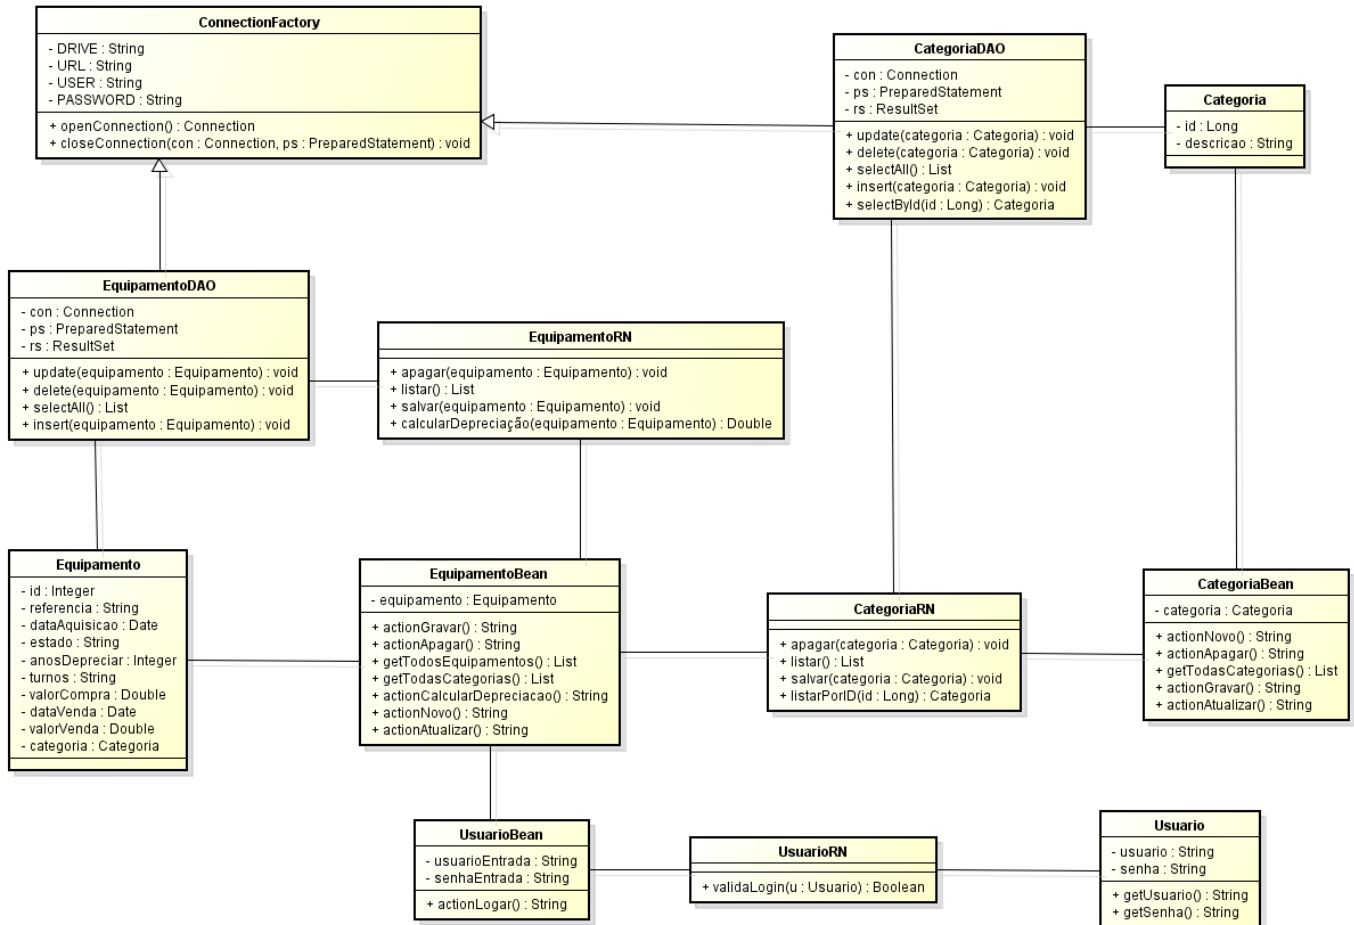 ConnectionFactory
- DRIVE : String
- URL : String
- USER : String
- PASSWORD : String
+ openConnection() : Connection
+ closeConnection(con : Connection, ps : PreparedStatement) : void
CategoriaDAO
- con : Connection
- ps : PreparedStatement
- rs : ResultSet
+ update(categoria : Categoria) : void
+ delete(categoria : Categoria) : void
+ selectAll() : List
+ insert(categoria : Categoria) : void
+ selectById(id : Long) : Categoria
Categoria
- id : Long
- descricao : String
EquipamentoDAO
- con : Connection
- ps : PreparedStatement
- rs : ResultSet
+ update(equipamento : Equipamento) : void
+ delete(equipamento : Equipamento) : void
+ selectAll() : List
+ insert(equipamento : Equipamento) : void
EquipamentoRN
+ apagar(equipamento : Equipamento) : void
+ listar() : List
+ salvar(equipamento : Equipamento) : void
+ calcularDepreciação(equipamento : Equipamento) : Double
Equipamento
- id : Integer
- referencia : String
- dataAquisicao : Date
- estado : String
- anosDepreciar : Integer
- turnos : String
- valorCompra : Double
- dataVenda : Date
- valorVenda : Double
- categoria : Categoria
EquipamentoBean
- equipamento : Equipamento
+ actionGravar() : String
+ actionApagar() : String
+ getTodosEquipamentos() : List
+ getTodasCategorias() : List
+ actionCalcularDepreciacao() : String
+ actionNovo() : String
+ actionAtualizar() : String
CategoriaRN
+ apagar(categoria : Categoria) : void
+ listar() : List
+ salvar(categoria : Categoria) : void
+ listarPorID(id : Long) : Categoria
CategoriaBean
- categoria : Categoria
+ actionNovo() : String
+ actionApagar() : String
+ getTodasCategorias() : List
+ actionGravar() : String
+ actionAtualizar() : String
UsuarioBean
- usuarioEntrada : String
- senhaEntrada : String
+ actionLogar() : String
UsuarioRN
+ validaLogin(u : Usuario) : Boolean
Usuario
- usuario : String
- senha : String
+ getUsuario() : String
+ getSenha() : String